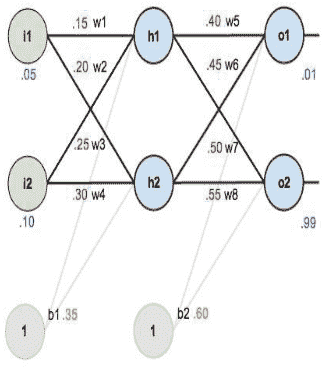 i1 .15 w1 h1 .40 w5 o1
.20 w2 .45 w6
.05 .01
.25 w3 .50 w7
i2 .30 w4 h2 .55 w8 o2
.10 .99
b1 .35 b2 .60
1 1